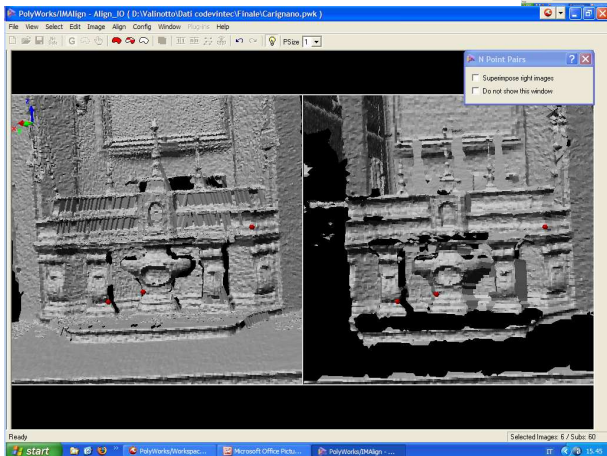 PolyWorks/IMAlign - Align_IO ( D:\Valinotto\Dati codevintec\Finale\Carignano.pwk )
File View Select Edit Image Align Config Window Plug-ins Help
PSize 1
N Point Pairs
Superimpose right images
Do not show this window
Ready
Selected Images: 6 / Subs: 60
start
PolyWorks/Workspac...
Microsoft Office Pictu...
PolyWorks/IMAlign - ...
IT
15.45